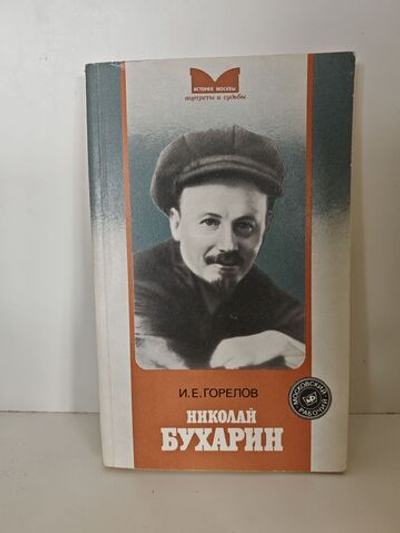 ИСТОРИЯ МОСКВЫ
портреты и судьбы
И.Е.ГОРЕЛОВ
НИКОЛАЙ
БУХАРИН
МОСКОВСКИЙ
РАБОЧИЙ